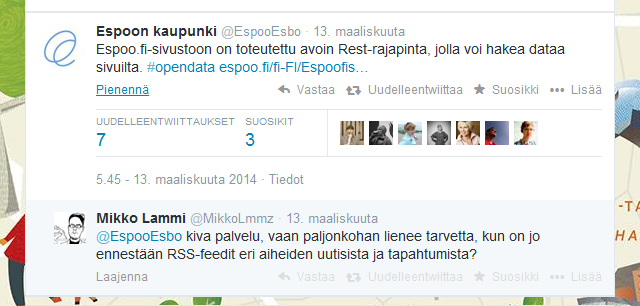 Espoon kaupunki @EspooEsbo · 13. maaliskuuta
Espoo.fi-sivustoon on toteutettu avoin Rest-rajapinta, jolla voi hakea dataa
sivuilta. #opendata espoo.fi/fi-FI/Espoofis…
Pienennä Vastaa Uudelleentwiittaa Suosikki Lisää
UUDELLEENTWIITTAUKSET SUOSIKIT
7 3
5.45 - 13. maaliskuuta 2014 · Tiedot
Mikko Lammi @MikkoLmmz · 13. maaliskuuta
@EspooEsbo kiva palvelu, vaan paljonkohan lienee tarvetta, kun on jo
ennestään RSS-feedit eri aiheiden uutisista ja tapahtumista?
Laajenna Vastaa Uudelleentwiittaa Suosikki Lisää
-TA
HA